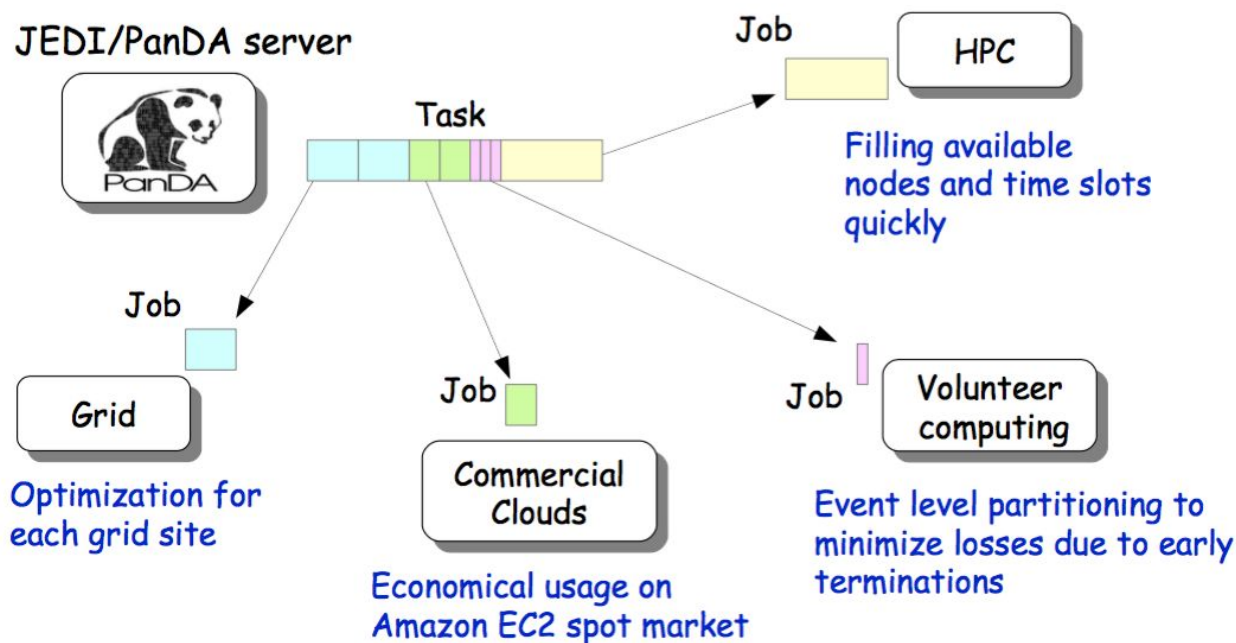 JEDI/PanDA server
PanDA
Task
Job
HPC
Filling available
nodes and time slots
quickly
Job
Grid
Optimization for
each grid site
Job
Commercial
Clouds
Economical usage on
Amazon EC2 spot market
Job
Volunteer
computing
Event level partitioning to
minimize losses due to early
terminations